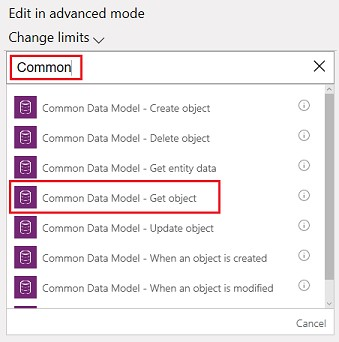 Edit in advanced mode
Change limits
Common
Common Data Model - Create object
Common Data Model - Delete object
Common Data Model - Get entity data
Common Data Model - Get object
Common Data Model - Update object
Common Data Model - When an object is created
Common Data Model - When an object is modified
Cancel